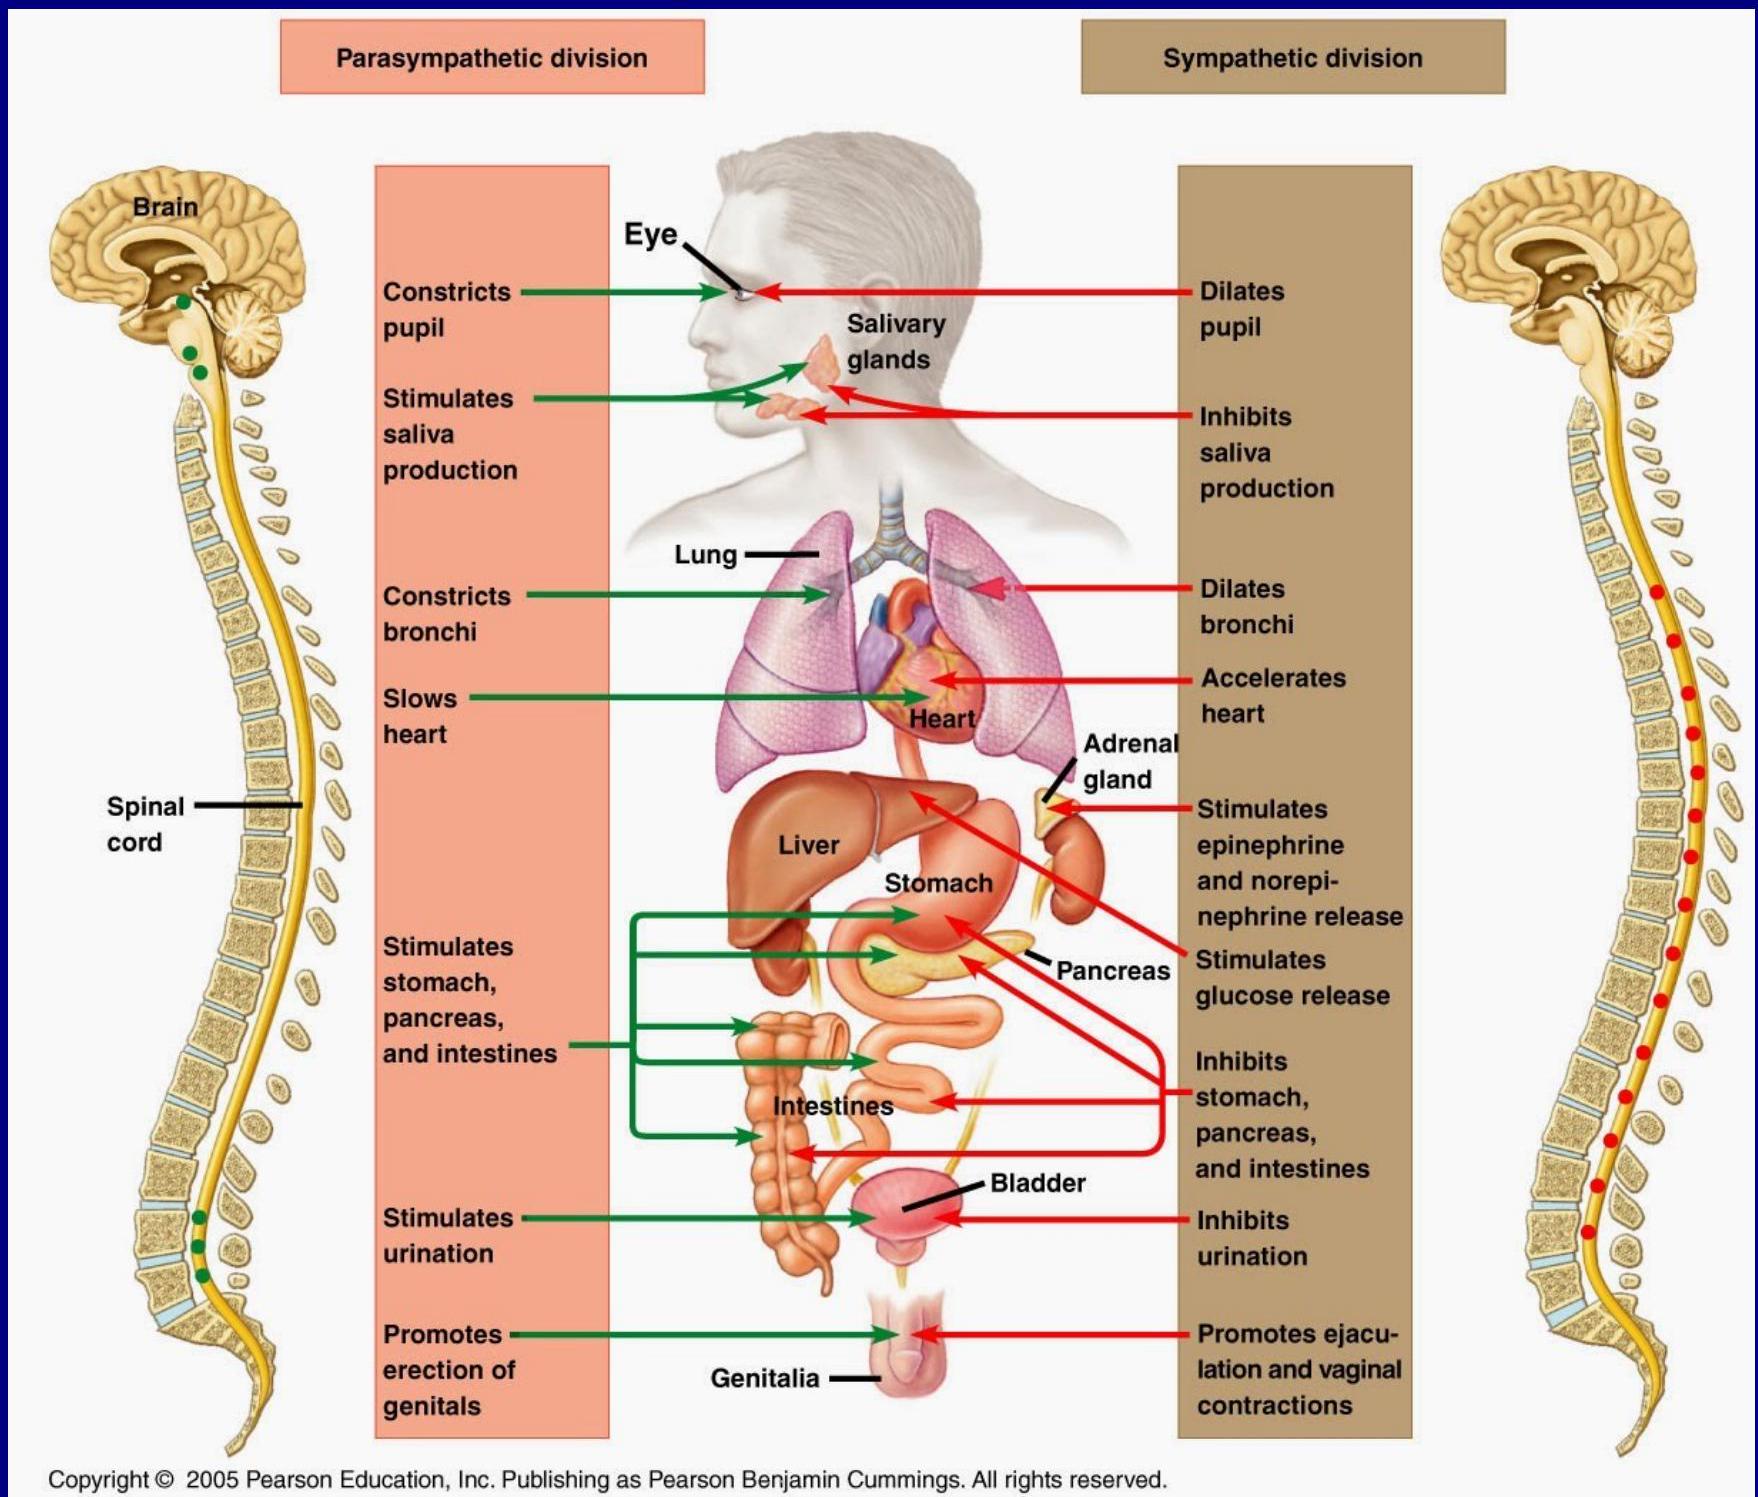 Parasympathetic division
Sympathetic division
Brain
Spinal
cord
Constricts
pupil
Stimulates
saliva
production
Constricts
bronchi
Slows
heart
Stimulates
stomach,
pancreas,
and intestines
Stimulates
urination
Promotes
erection of
genitals
Eye
Salivary
glands
Lung
Heart
Adrenal
gland
Liver
Stomach
Pancreas
Intestines
Bladder
Genitalia
Dilates
pupil
Inhibits
saliva
production
Dilates
bronchi
Accelerates
heart
Stimulates
epinephrine
and norepi-
nephrine release
Stimulates
glucose release
Inhibits
stomach,
pancreas,
and intestines
Inhibits
urination
Promotes ejacu-
lation and vaginal
contractions
Copyright © 2005 Pearson Education, Inc. Publishing as Pearson Benjamin Cummings. All rights reserved.